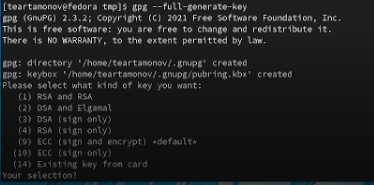 [teartamonov@fedora tmp]$ gpg --full-generate-key
gpg (GnuPG) 2.3.2; Copyright (C) 2021 Free Software Foundation, Inc.
This is free software: you are free to change and redistribute it.
There is NO WARRANTY, to the extent permitted by law.

gpg: directory '/home/teartamonov/.gnupg' created
gpg: keybox '/home/teartamonov/.gnupg/pubring.kbx' created
Please select what kind of key you want:
   (1) RSA and RSA
   (2) DSA and Elgamal
   (3) DSA (sign only)
   (4) RSA (sign only)
   (9) ECC (sign and encrypt) *default*
  (10) ECC (sign only)
  (14) Existing key from card
Your selection?